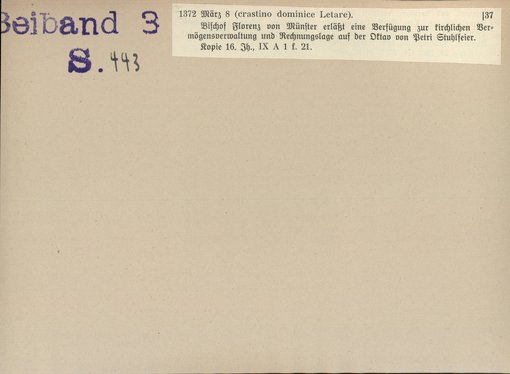 Beiband 3
S. 443
1372 März 8 (crastino dominice Letare). [37
Bischof Florenz von Münster erläßt eine Verfügung zur kirchlichen Ver-
mögensverwaltung und Rechnungslage auf der Oktav von Petri Stuhlfeier.
Kopie 16. Jh., IX A 1 f. 21.